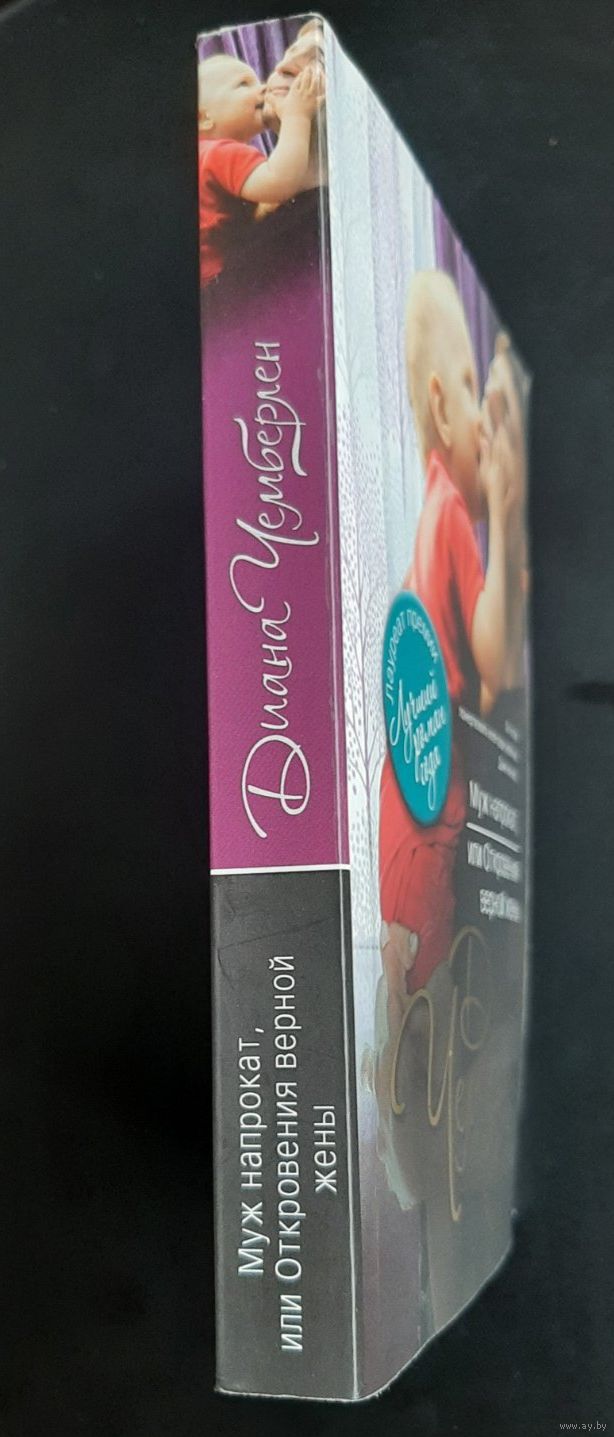 Диана Чемберлен
Муж напрокат,
или Откровения верной
жены
лауреат премии
Лучший
роман
года
Муж напрокат,
или Откровения
верной жены
www.ay.by